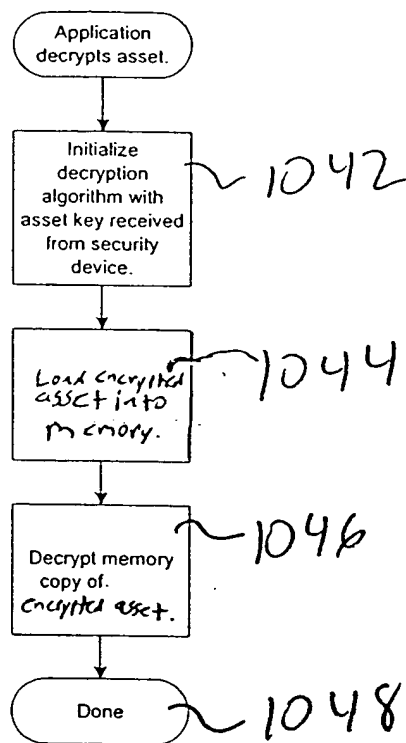 Application
decrypts asset.
Initialize
decryption
algorithm with
asset key received
from security
device.
1042
Load encrypted
asset into
memory.
1044
Decrypt memory
copy of.
encrypted asset.
1046
Done
1048